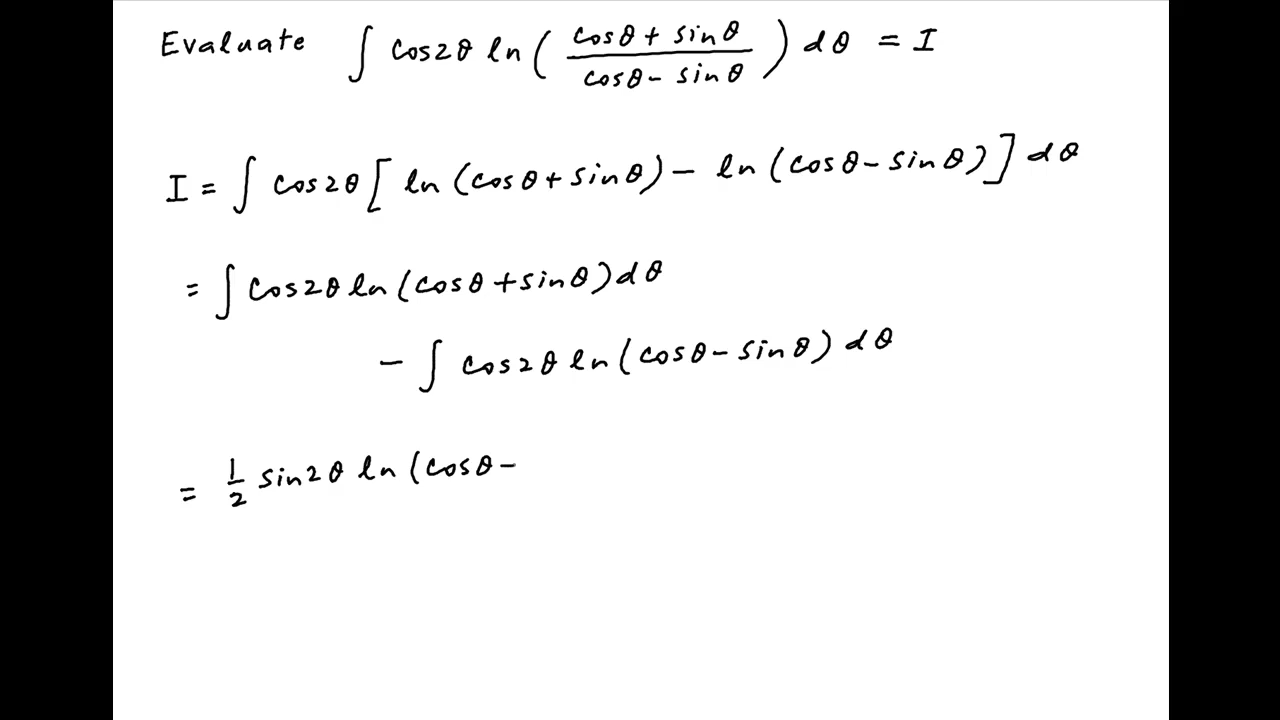 Evaluate ∫ cos2θ ln( (cosθ + sinθ)/(cosθ − sinθ) ) dθ = I
I = ∫ cos2θ [ ln (cosθ + sinθ) − ln (cosθ − sinθ) ] dθ
= ∫ cos2θ ln (cosθ + sinθ) dθ
− ∫ cos2θ ln (cosθ − sinθ) dθ
= 1/2 sin2θ ln (cosθ −